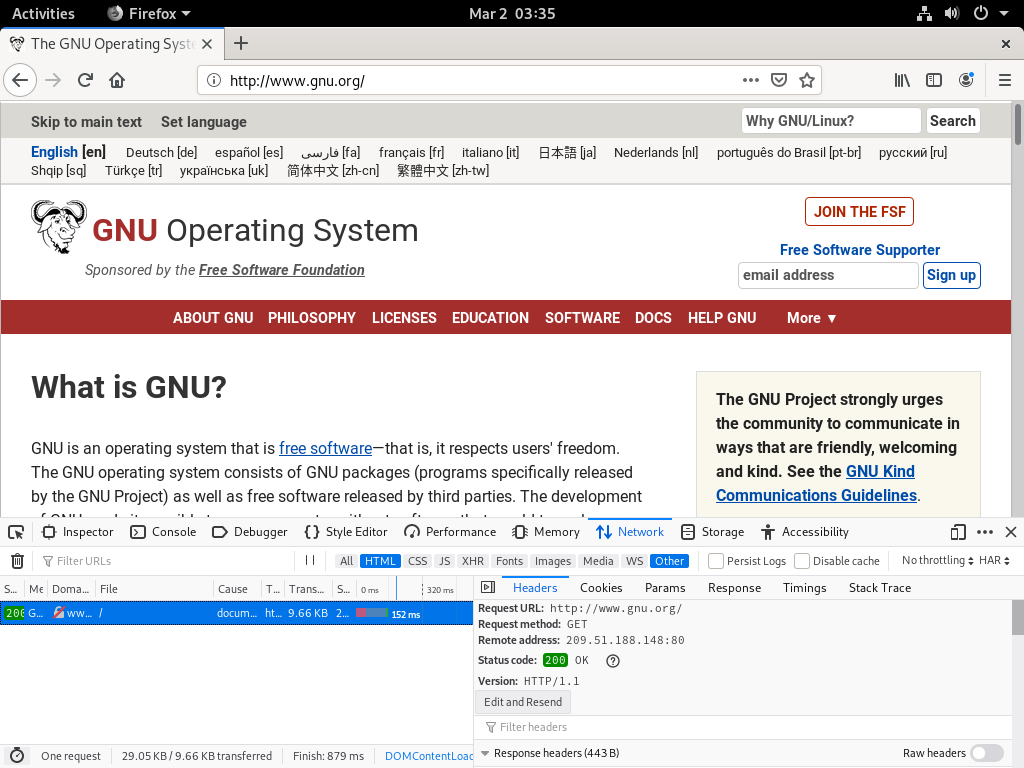 Activities Firefox Mar 2 03:35
The GNU Operating Syste
http://www.gnu.org/
Skip to main text Set language Why GNU/Linux? Search
English [en] Deutsch [de] español [es] فارسی [fa] français [fr] italiano [it] 日本語 [ja] Nederlands [nl] português do Brasil [pt-br] русский [ru]
Shqip [sq] Türkçe [tr] українська [uk] 简体中文 [zh-cn] 繁體中文 [zh-tw]
JOIN THE FSF
GNU Operating System
Free Software Supporter
Sponsored by the Free Software Foundation
email address Sign up
ABOUT GNU PHILOSOPHY LICENSES EDUCATION SOFTWARE DOCS HELP GNU More ▼
What is GNU?
GNU is an operating system that is free software—that is, it respects users' freedom.
The GNU operating system consists of GNU packages (programs specifically released
by the GNU Project) as well as free software released by third parties. The development
The GNU Project strongly urges
the community to communicate in
ways that are friendly, welcoming
and kind. See the GNU Kind
Communications Guidelines.
Inspector Console Debugger Style Editor Performance Memory Network Storage Accessibility
Filter URLs All HTML CSS JS XHR Fonts Images Media WS Other Persist Logs Disable cache No throttling HAR
S... Me Doma... File Cause T... Trans... S... 0 ms 320 ms
200 G... ww... / docum... ht... 9.66 KB 2... 152 ms
Headers Cookies Params Response Timings Stack Trace
Request URL: http://www.gnu.org/
Request method: GET
Remote address: 209.51.188.148:80
Status code: 200 OK
Version: HTTP/1.1
Edit and Resend
Filter headers
Response headers (443 B) Raw headers
One request 29.05 KB / 9.66 KB transferred Finish: 879 ms DOMContentLoad